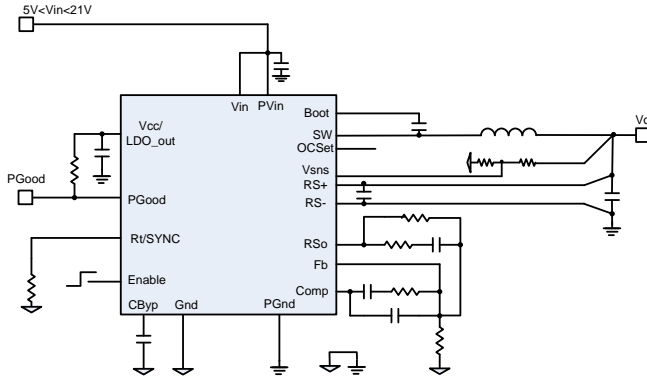 5V<Vin<21V
Vin PVin
Boot
Vcc/
LDO_out
SW
OCSet
Vsns
PGood
PGood
RS+
RS-
Rt/SYNC
RSo
Fb
Enable
Comp
CByp Gnd PGnd